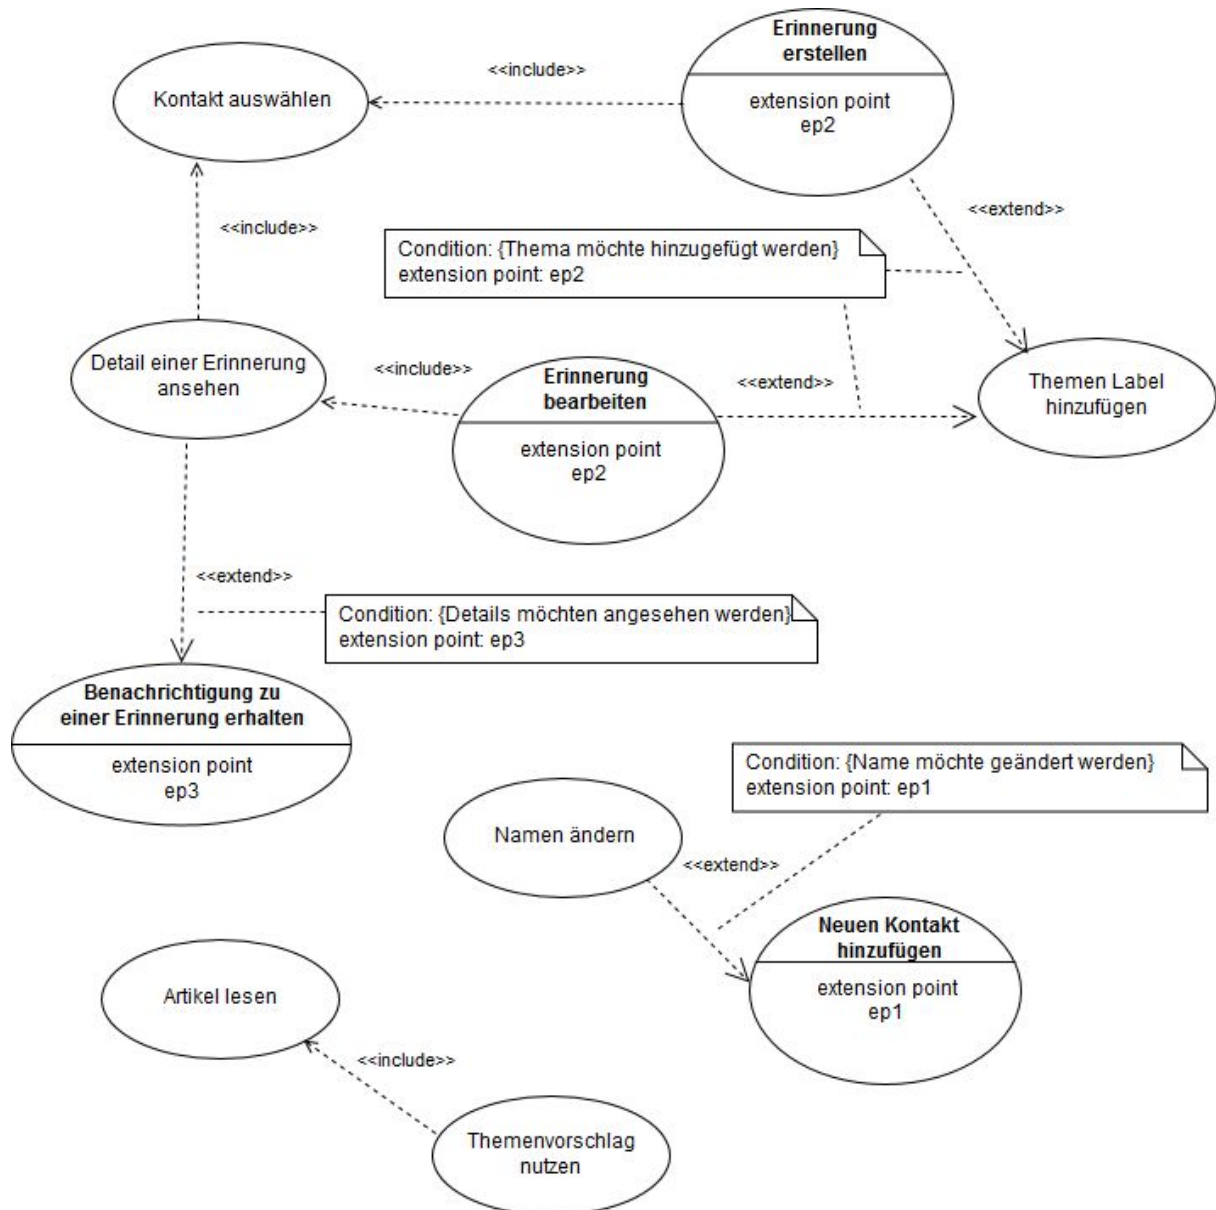 Erinnerung
erstellen
extension point
ep2
<<include>>
Kontakt auswählen
<<extend>>
<<include>>
Condition: {Thema möchte hinzugefügt werden}
extension point: ep2
Detail einer Erinnerung
ansehen
<<include>>
Erinnerung
bearbeiten
extension point
ep2
<<extend>>
Themen Label
hinzufügen
<<extend>>
Condition: {Details möchten angesehen werden}
extension point: ep3
Benachrichtigung zu
einer Erinnerung erhalten
extension point
ep3
Condition: {Name möchte geändert werden}
extension point: ep1
Namen ändern
<<extend>>
Neuen Kontakt
hinzufügen
extension point
ep1
Artikel lesen
<<include>>
Themenvorschlag
nutzen